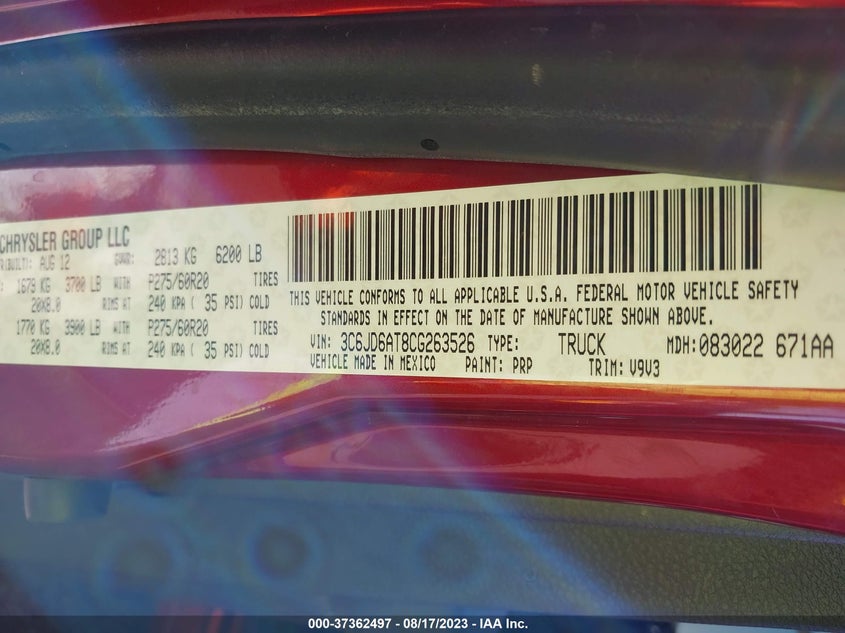 CHRYSLER GROUP LLC
R(BUILT): AUG 12 GVWR: 2813 KG 6200 LB
: 1679 KG 3700 LB WITH P275/60R20 TIRES
20X8.0 RIMS AT 240 KPA ( 35 PSI) COLD
1770 KG 3900 LB WITH P275/60R20 TIRES
20X8.0 RIMS AT 240 KPA ( 35 PSI) COLD
THIS VEHICLE CONFORMS TO ALL APPLICABLE U.S.A. FEDERAL MOTOR VEHICLE SAFETY
STANDARDS IN EFFECT ON THE DATE OF MANUFACTURE SHOWN ABOVE.
VIN: 3C6JD6AT8CG263526 TYPE: TRUCK MDH: 083022 671AA
VEHICLE MADE IN MEXICO PAINT: PRP TRIM: V9V3
000-37362497 - 08/17/2023 - IAA Inc.